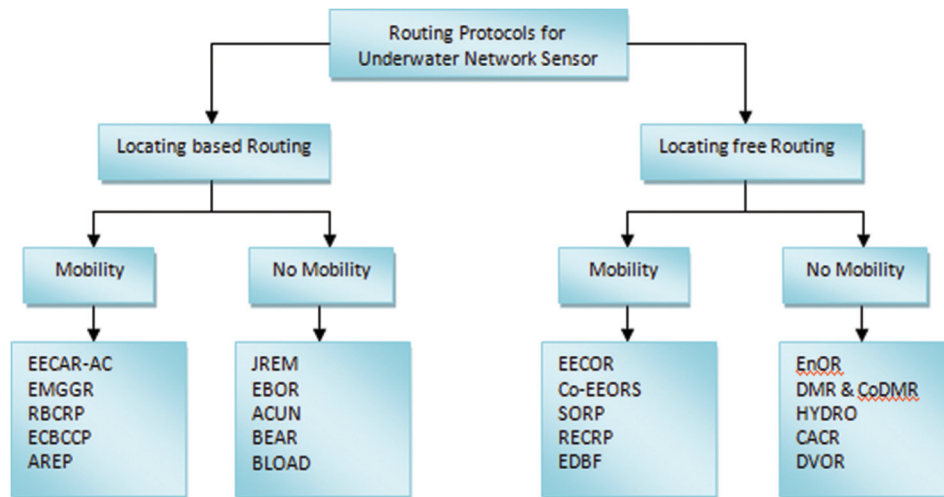 Routing Protocols for
Underwater Network Sensor
Locating based Routing
Locating free Routing
Mobility
No Mobility
Mobility
No Mobility
EECAR-AC
EMGGR
RBCRP
ECBCCP
AREP
JREM
EBOR
ACUN
BEAR
BLOAD
EECOR
Co-EEORS
SORP
RECRP
EDBF
EnOR
DMR & CoDMR
HYDRO
CACR
DVOR